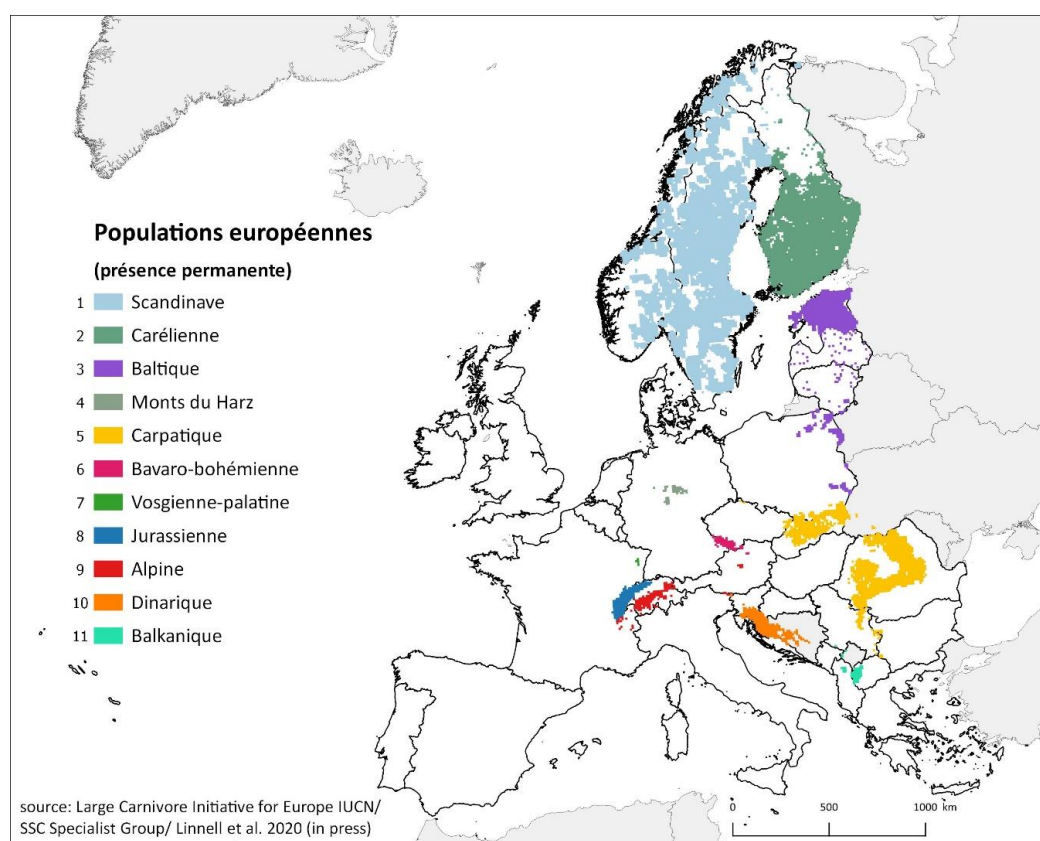 Populations européennes
(présence permanente)
1 Scandinave
2 Carélienne
3 Baltique
4 Monts du Harz
5 Carpatique
6 Bavaro-bohémienne
7 Vosgienne-palatine
8 Jurassienne
9 Alpine
10 Dinarique
11 Balkanique
source: Large Carnivore Initiative for Europe IUCN/
SSC Specialist Group/ Linnell et al. 2020 (in press)
0 500 1000 km